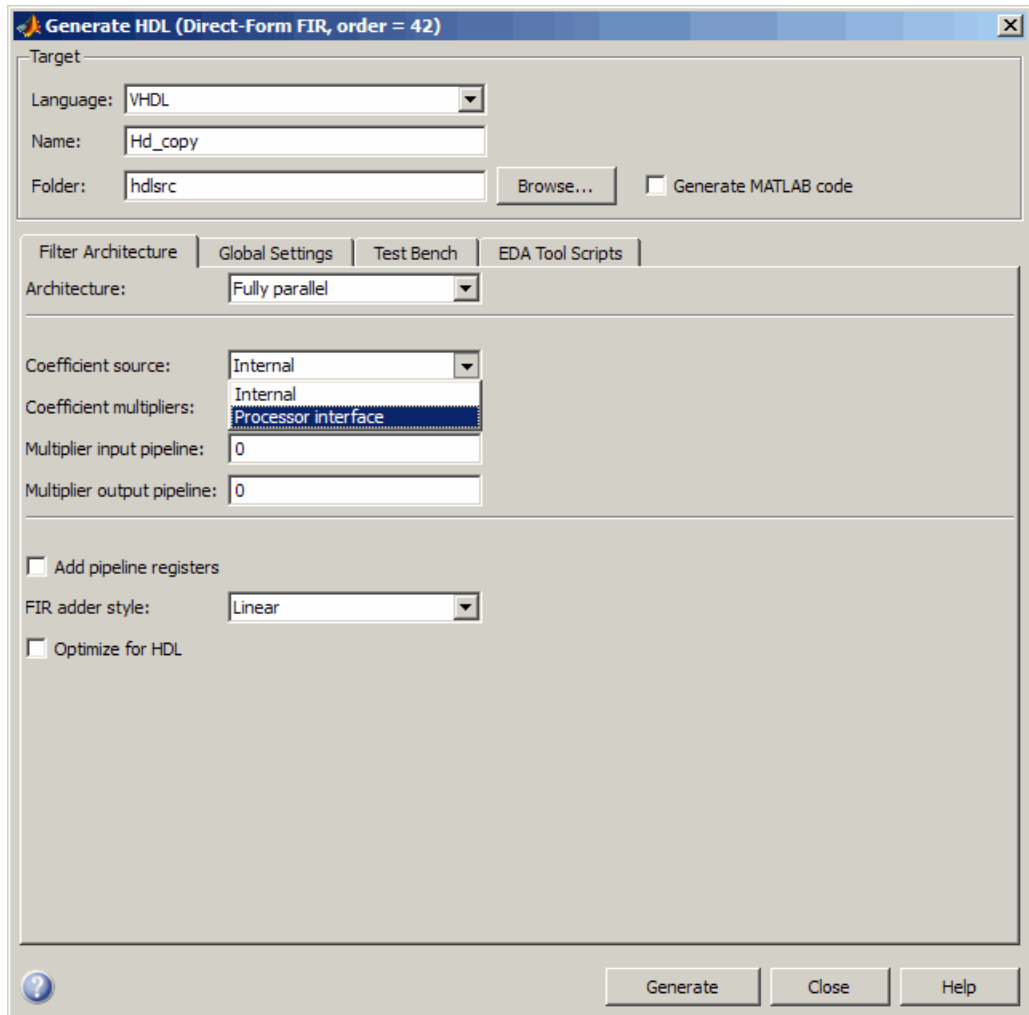 Generate HDL (Direct-Form FIR, order = 42)
Target
Language: VHDL
Name: Hd_copy
Folder: hdlsrc Browse... Generate MATLAB code
Filter Architecture Global Settings Test Bench EDA Tool Scripts
Architecture: Fully parallel
Coefficient source: Internal
Internal
Coefficient multipliers: Processor interface
Multiplier input pipeline: 0
Multiplier output pipeline: 0
Add pipeline registers
FIR adder style: Linear
Optimize for HDL
? Generate Close Help